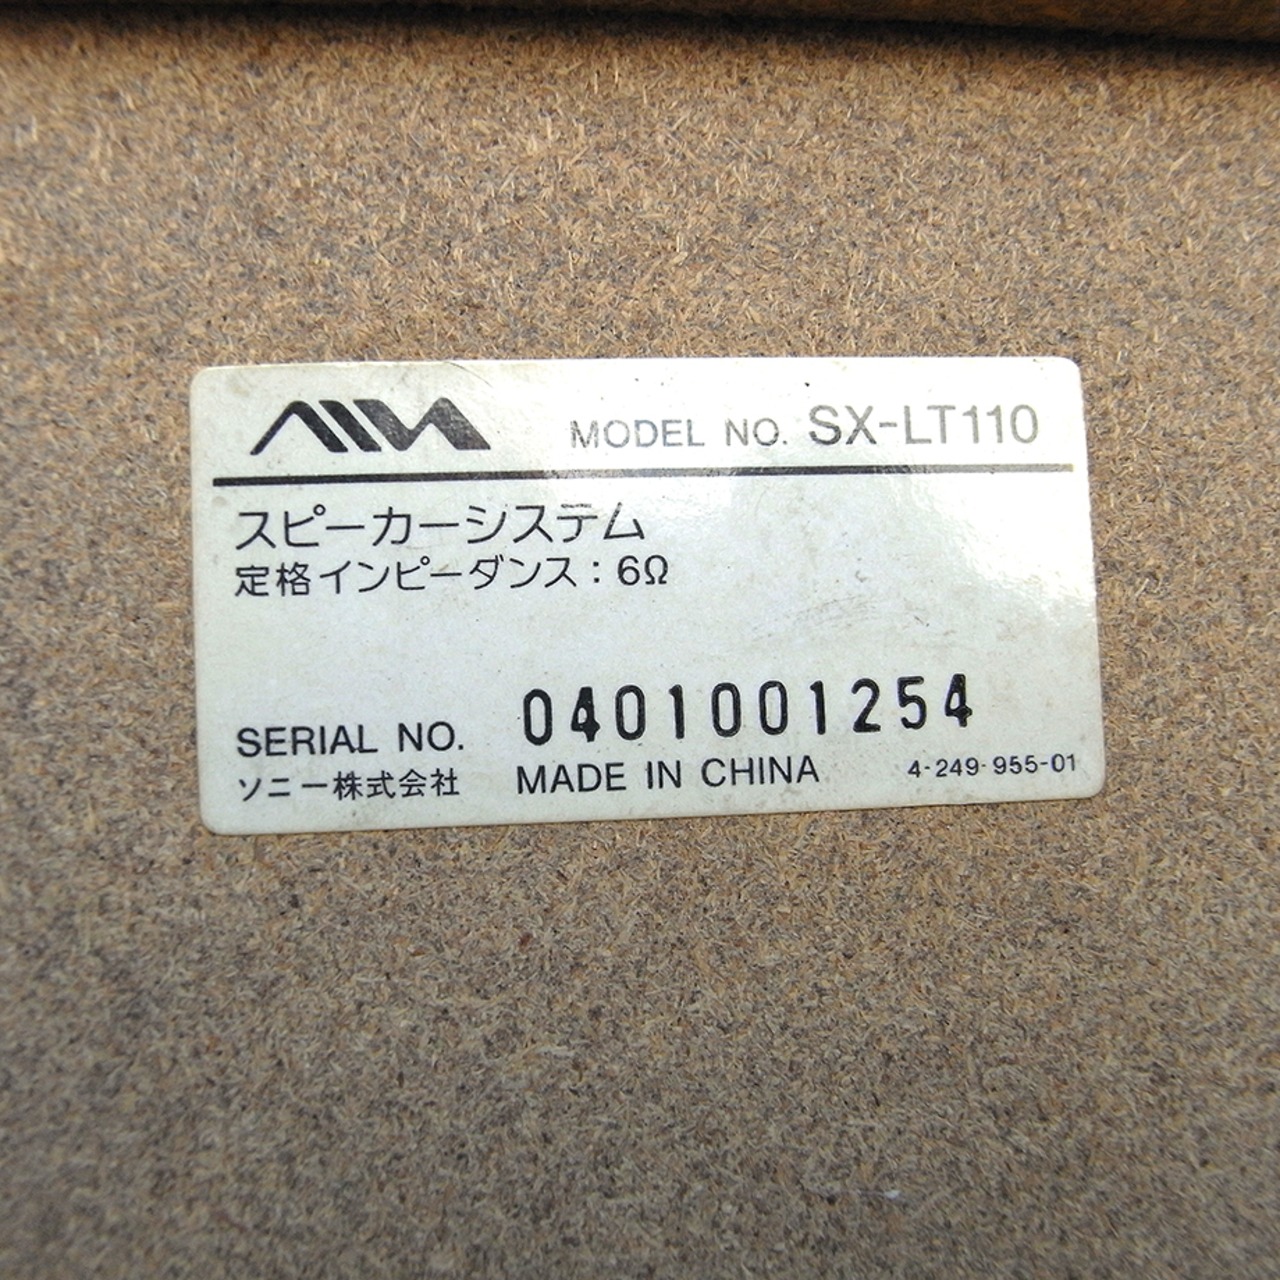 AIWA MODEL NO. SX-LT110
スピーカーシステム
定格インピーダンス：6Ω
SERIAL NO. 0401001254
ソニー株式会社 MADE IN CHINA 4-249-955-01